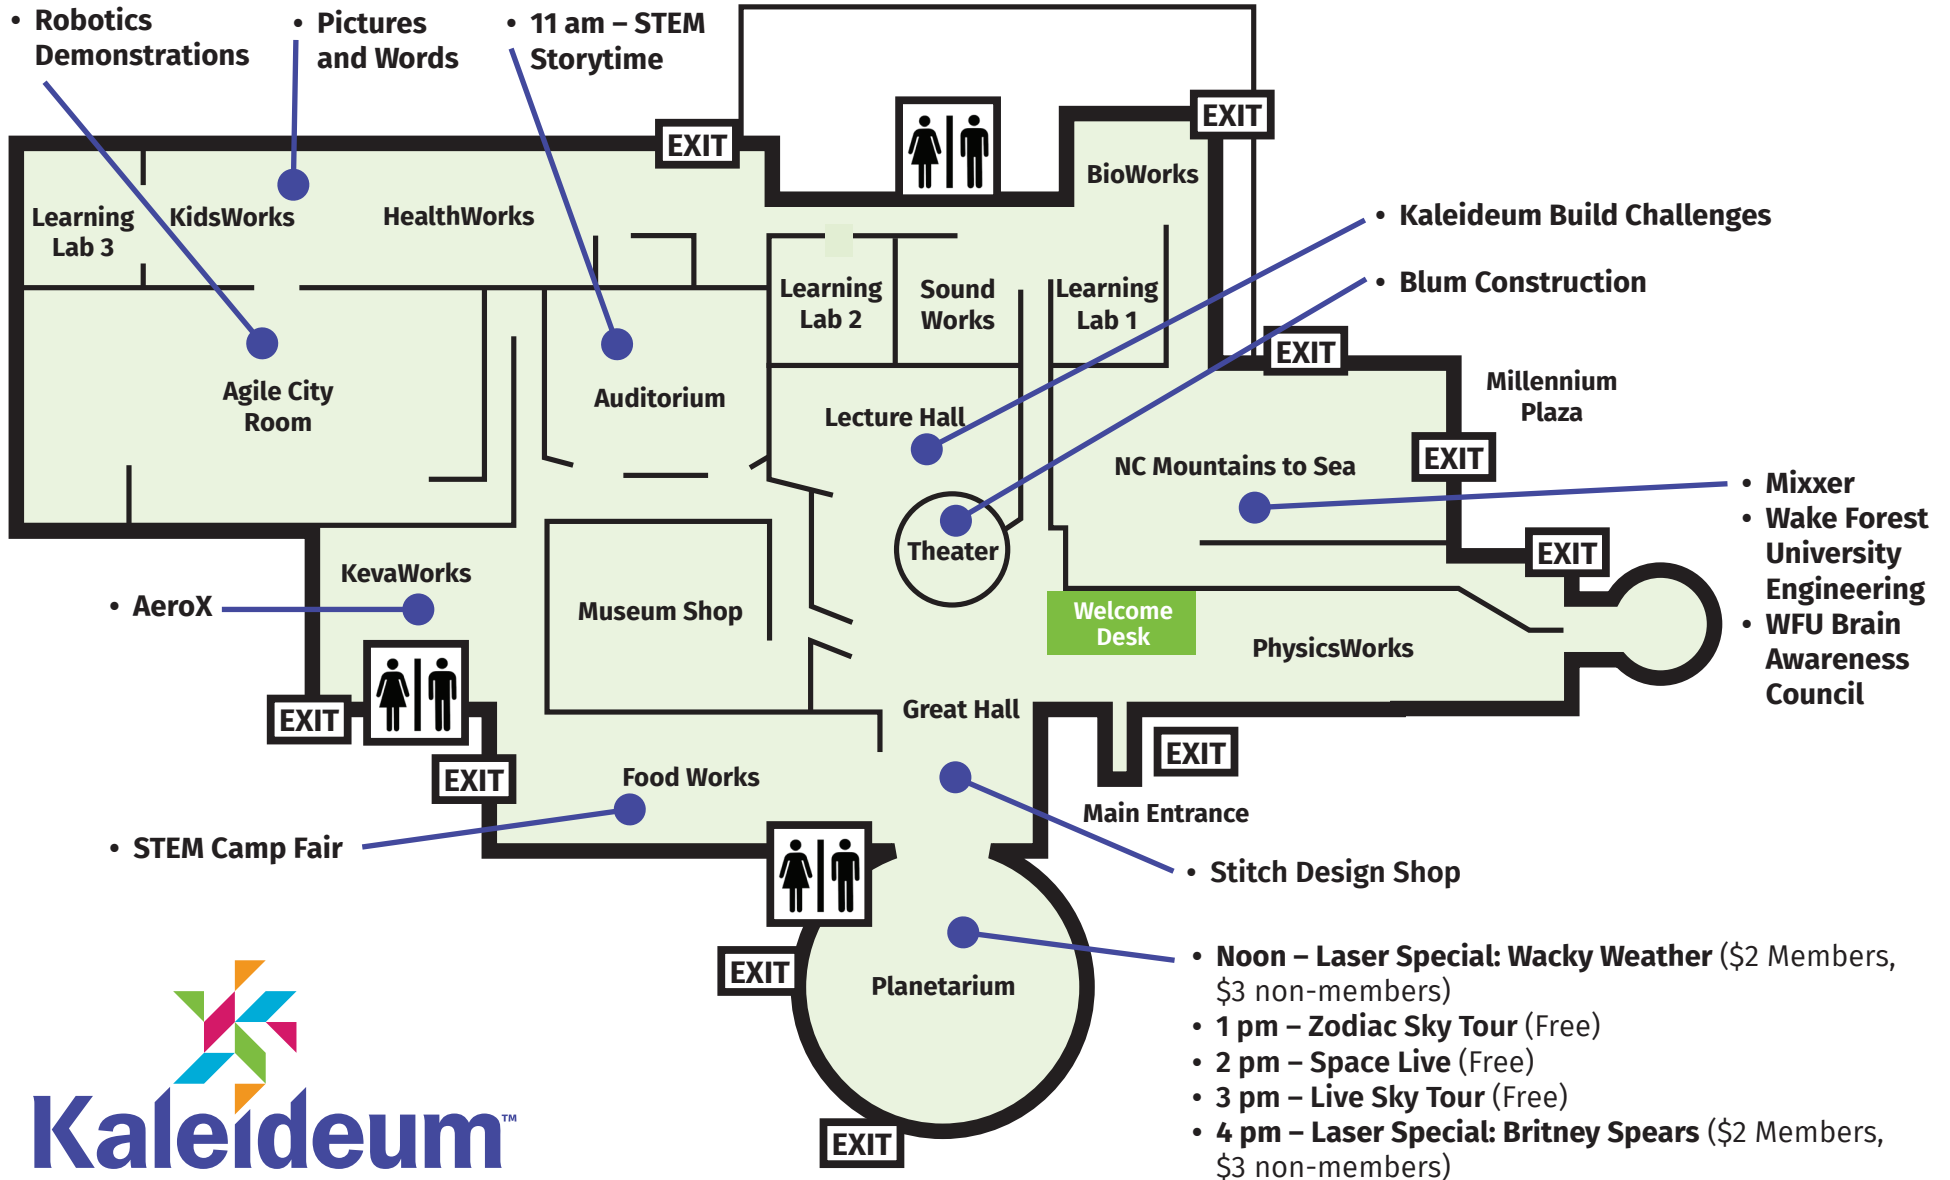 • Robotics
Demonstrations
• Pictures
and Words
• 11 am – STEM
Storytime
EXIT
EXIT
BioWorks
Learning
Lab 3
KidsWorks
HealthWorks
• Kaleideum Build Challenges
• Blum Construction
Learning
Lab 2
Sound
Works
Learning
Lab 1
EXIT
Agile City
Room
Auditorium
Lecture Hall
Millennium
Plaza
NC Mountains to Sea
EXIT
• Mixxer
• Wake Forest
University
Engineering
• WFU Brain
Awareness
Council
Theater
EXIT
KevaWorks
• AeroX
Museum Shop
Welcome
Desk
PhysicsWorks
EXIT
Great Hall
EXIT
EXIT
Food Works
Main Entrance
• STEM Camp Fair
• Stitch Design Shop
EXIT
Planetarium
• Noon – Laser Special: Wacky Weather ($2 Members,
$3 non-members)
• 1 pm – Zodiac Sky Tour (Free)
• 2 pm – Space Live (Free)
• 3 pm – Live Sky Tour (Free)
• 4 pm – Laser Special: Britney Spears ($2 Members,
$3 non-members)
EXIT
Kaleideum™